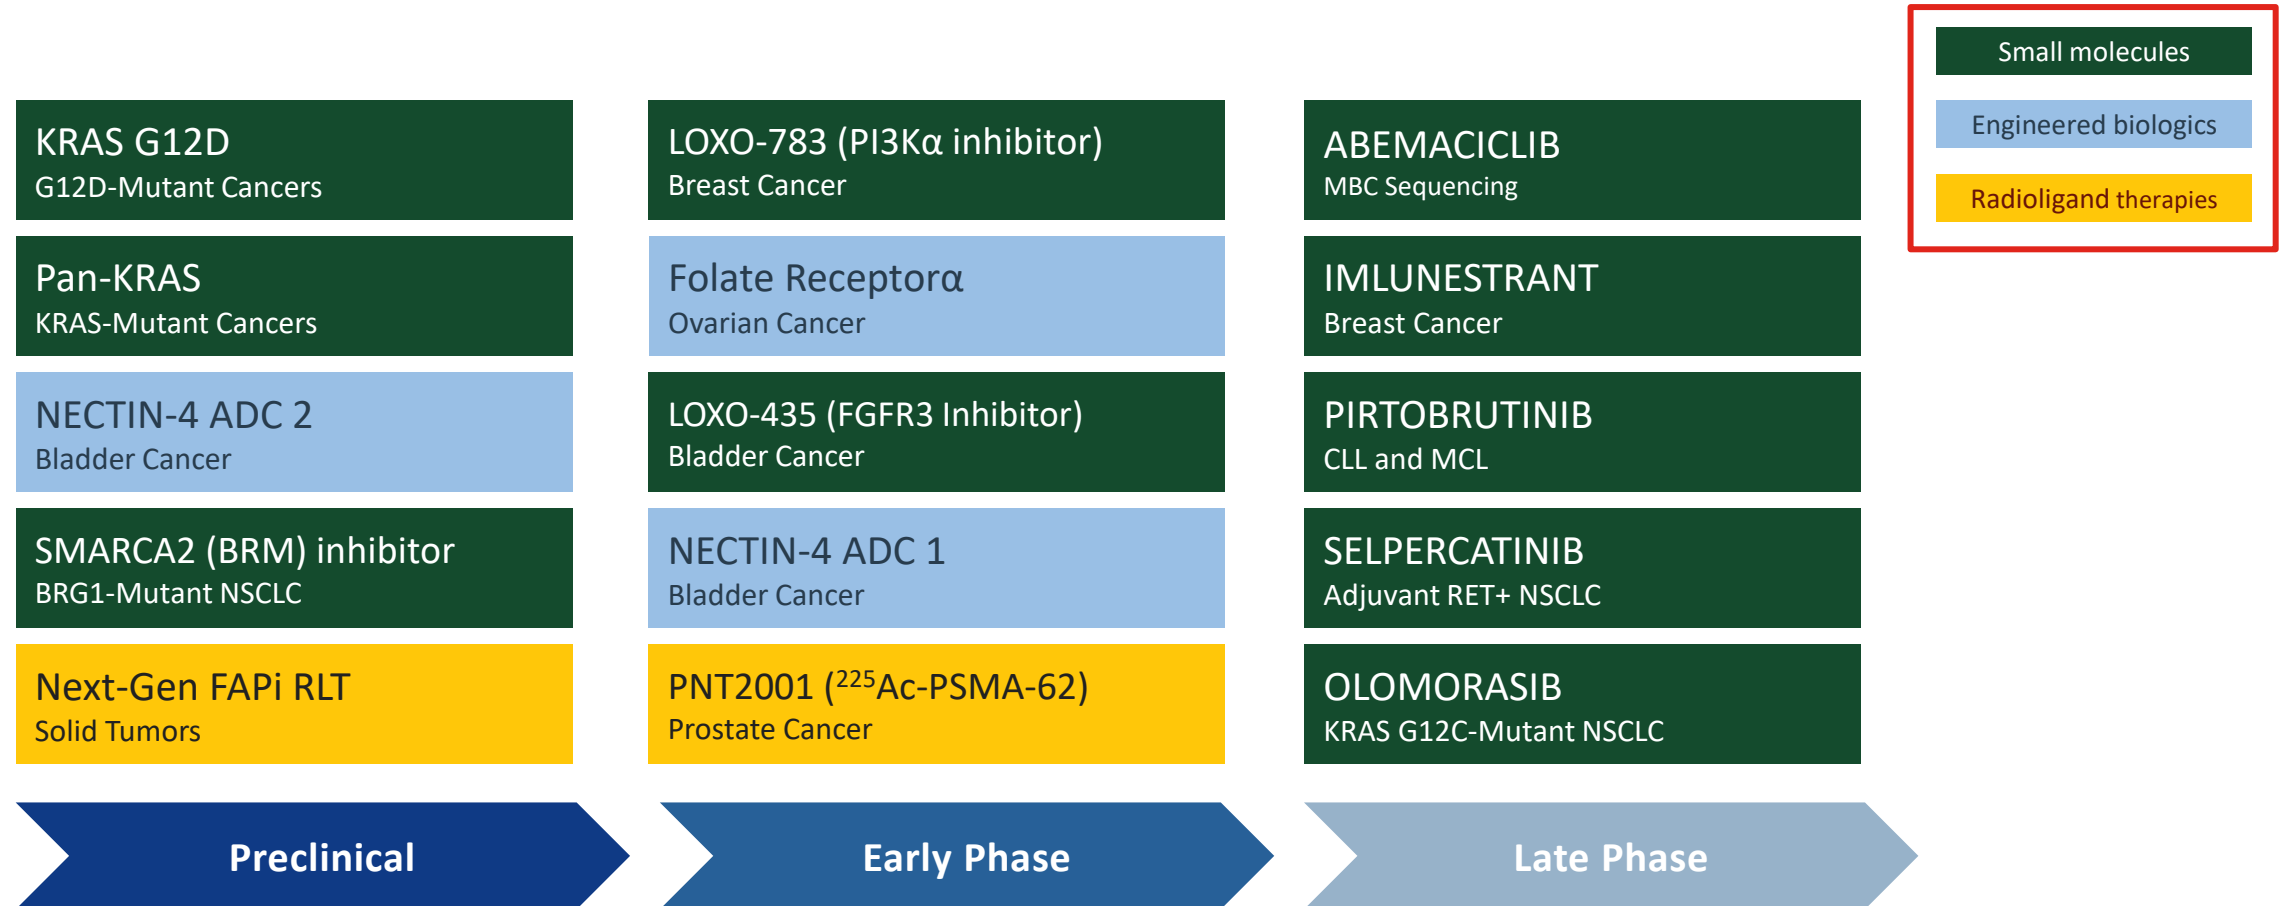 Small molecules
Engineered biologics
Radioligand therapies
KRAS G12D
G12D-Mutant Cancers
Pan-KRAS
KRAS-Mutant Cancers
NECTIN-4 ADC 2
Bladder Cancer
SMARCA2 (BRM) inhibitor
BRG1-Mutant NSCLC
Next-Gen FAPi RLT
Solid Tumors
Preclinical
LOXO-783 (PI3Kα inhibitor)
Breast Cancer
Folate Receptorα
Ovarian Cancer
LOXO-435 (FGFR3 Inhibitor)
Bladder Cancer
NECTIN-4 ADC 1
Bladder Cancer
PNT2001 (²²⁵Ac-PSMA-62)
Prostate Cancer
Early Phase
ABEMACICLIB
MBC Sequencing
IMLUNESTRANT
Breast Cancer
PIRTOBRUTINIB
CLL and MCL
SELPERCATINIB
Adjuvant RET+ NSCLC
OLOMORASIB
KRAS G12C-Mutant NSCLC
Late Phase